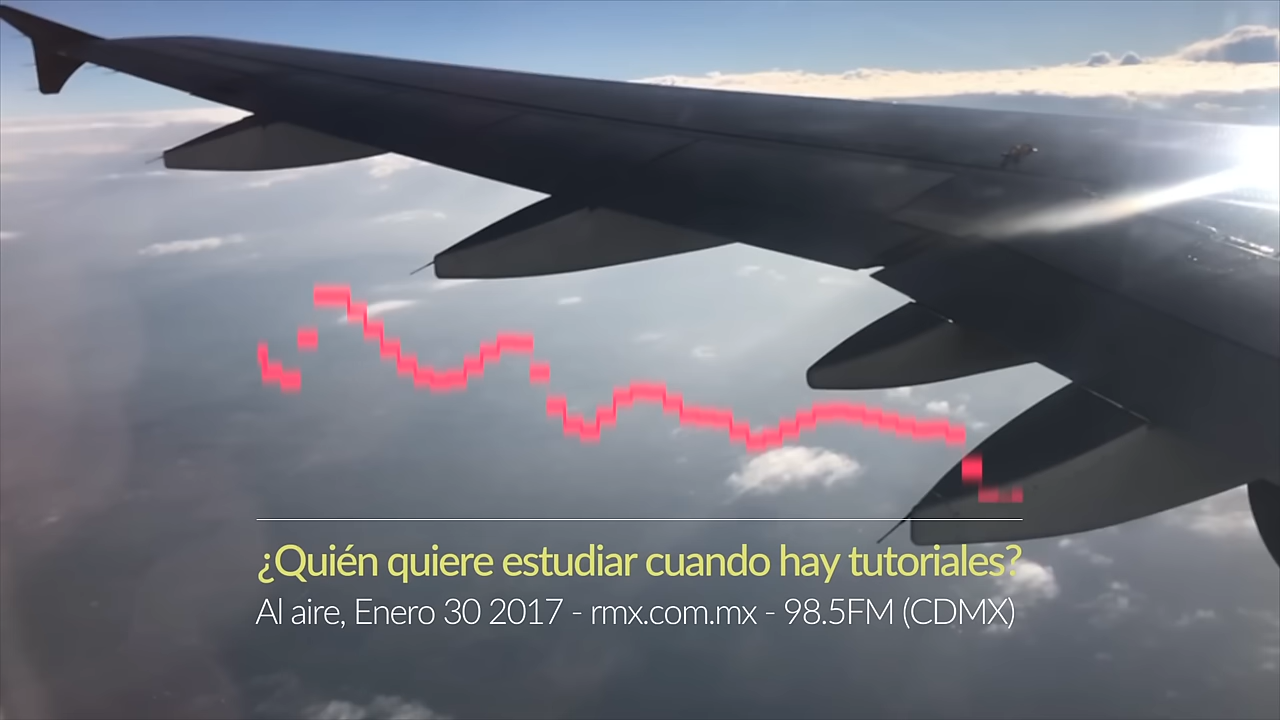 ¿Quién quiere estudiar cuando hay tutoriales?
Al aire, Enero 30 2017 - rmx.com.mx - 98.5FM (CDMX)